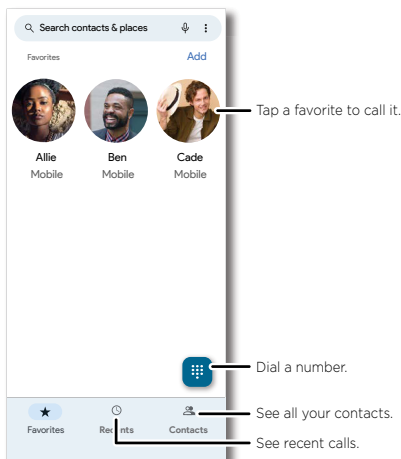 Search contacts & places
Favorites
Add
Tap a favorite to call it.
Allie
Ben
Cade
Mobile
Mobile
Mobile
Dial a number.
See all your contacts.
Favorites
Recents
Contacts
See recent calls.